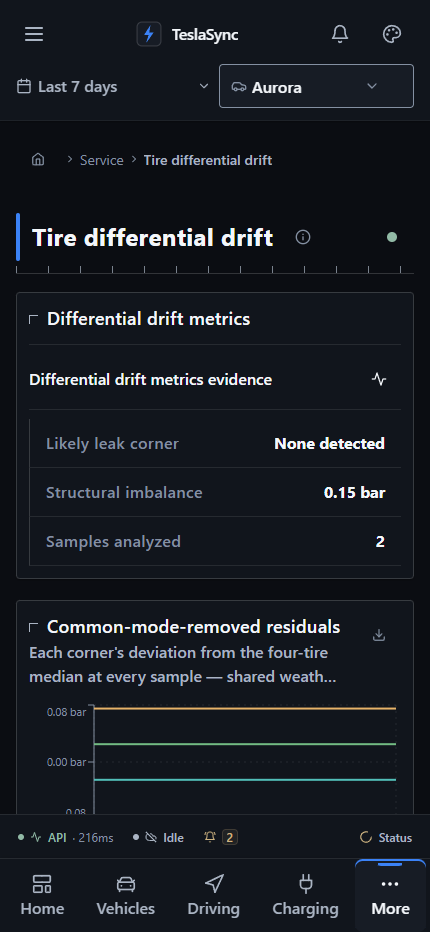 TeslaSync
Last 7 days
Aurora
Service
Tire differential drift
Tire differential drift
Differential drift metrics
Differential drift metrics evidence
Likely leak corner
None detected
Structural imbalance
0.15 bar
Samples analyzed
2
Common-mode-removed residuals
Each corner's deviation from the four-tire
median at every sample — shared weath...
0.08 bar
0.00 bar
API · 216ms
Idle
2
Status
Home
Vehicles
Driving
Charging
More